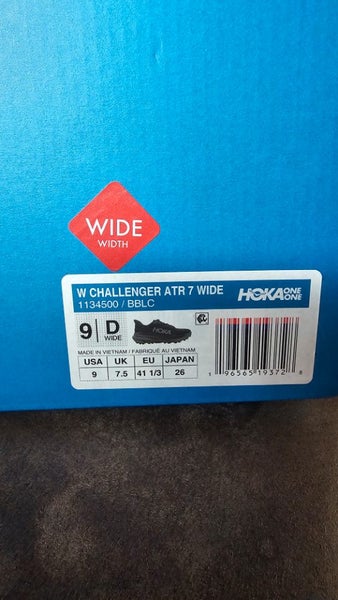 WIDE
WIDTH
W CHALLENGER ATR 7 WIDE
HOKA ONE ONE
1134500 / BBLC
9 D WIDE
HOKA
MADE IN VIETNAM / FABRIQUÉ AU VIETNAM
USA UK EU JAPAN
9 7.5 41 1/3 26
1 96565 19372 8